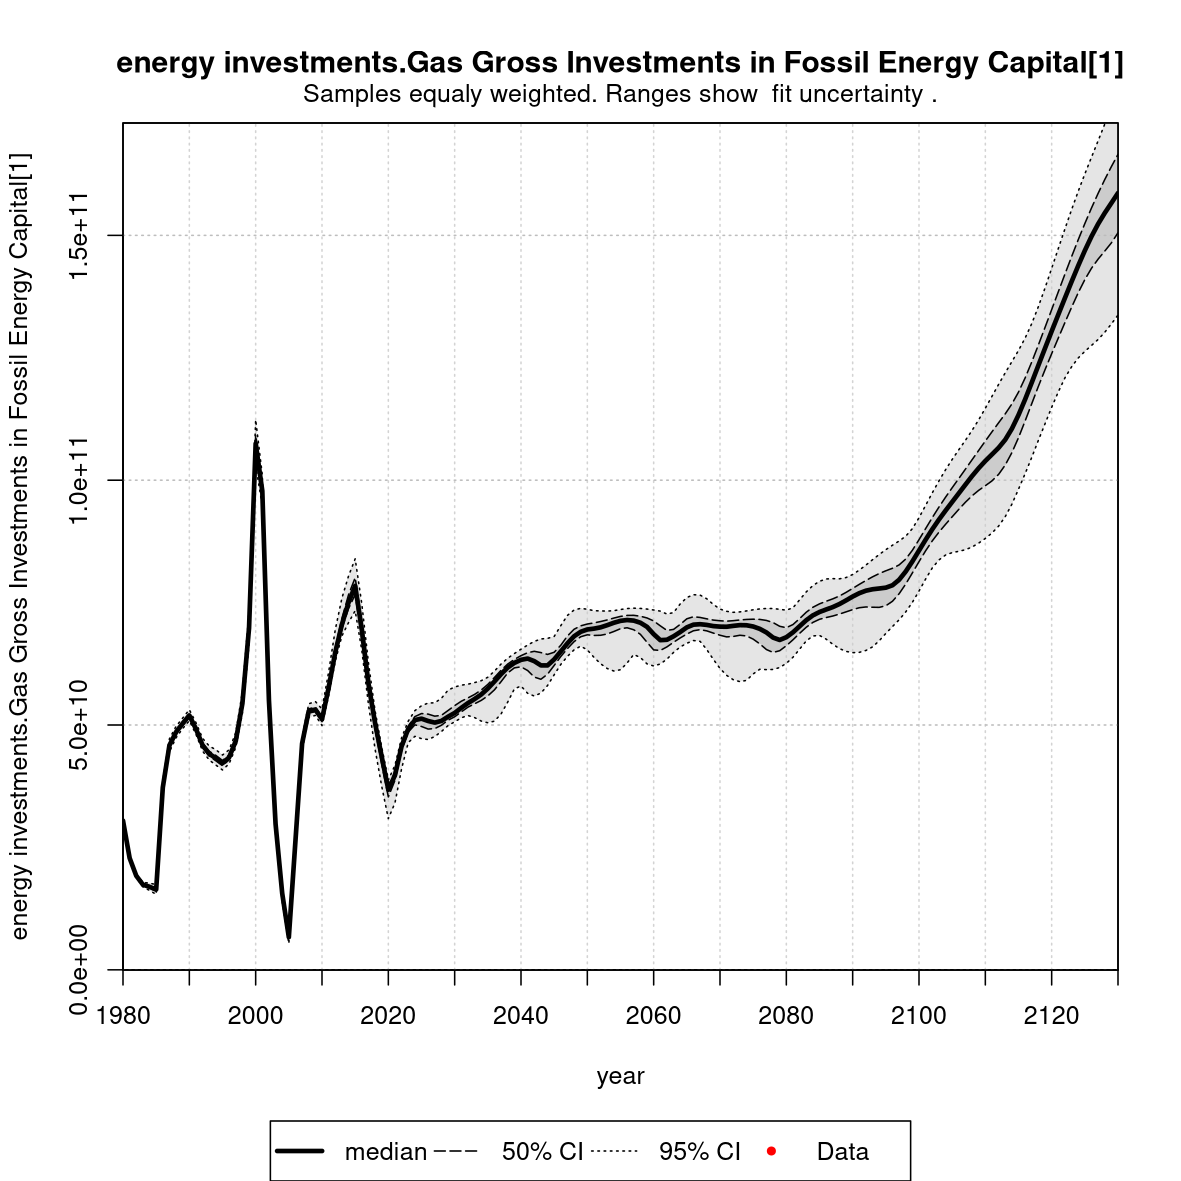 energy investments.Gas Gross Investments in Fossil Energy Capital[1]
Samples equaly weighted. Ranges show  fit uncertainty .
energy investments.Gas Gross Investments in Fossil Energy Capital[1]
1.5e+11
1.0e+11
5.0e+10
0.0e+00
1980 2000 2020 2040 2060 2080 2100 2120
year
median 50% CI 95% CI Data